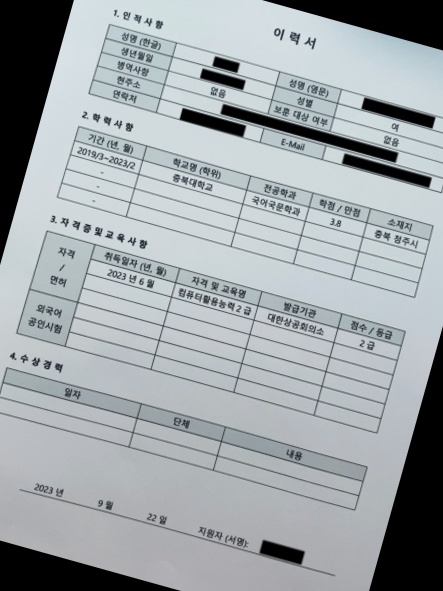 이 력 서
1. 인 적 사 항
성명 (한글) 성명 (영문)
생년월일 성별 여
병역사항 없음 보훈 대상 여부 없음
현주소
연락처 E-Mail
2. 학 력 사 항
기간 (년, 월) 학교명 (학위) 전공학과 학점 / 만점 소재지
2019/3~2023/2 충북대학교 국어국문학과 3.8 충북 청주시
-
-
-
3. 자 격 증 및 교 육 사 항
자격 / 면허 취득일자 (년, 월) 자격 및 교육명 발급기관 점수 / 등급
2023 년 6 월 컴퓨터활용능력 2 급 대한상공회의소 2 급
외국어 공인시험
4. 수 상 경 력
일자 단체 내용
2023 년 9 월 22 일 지원자 (서명):